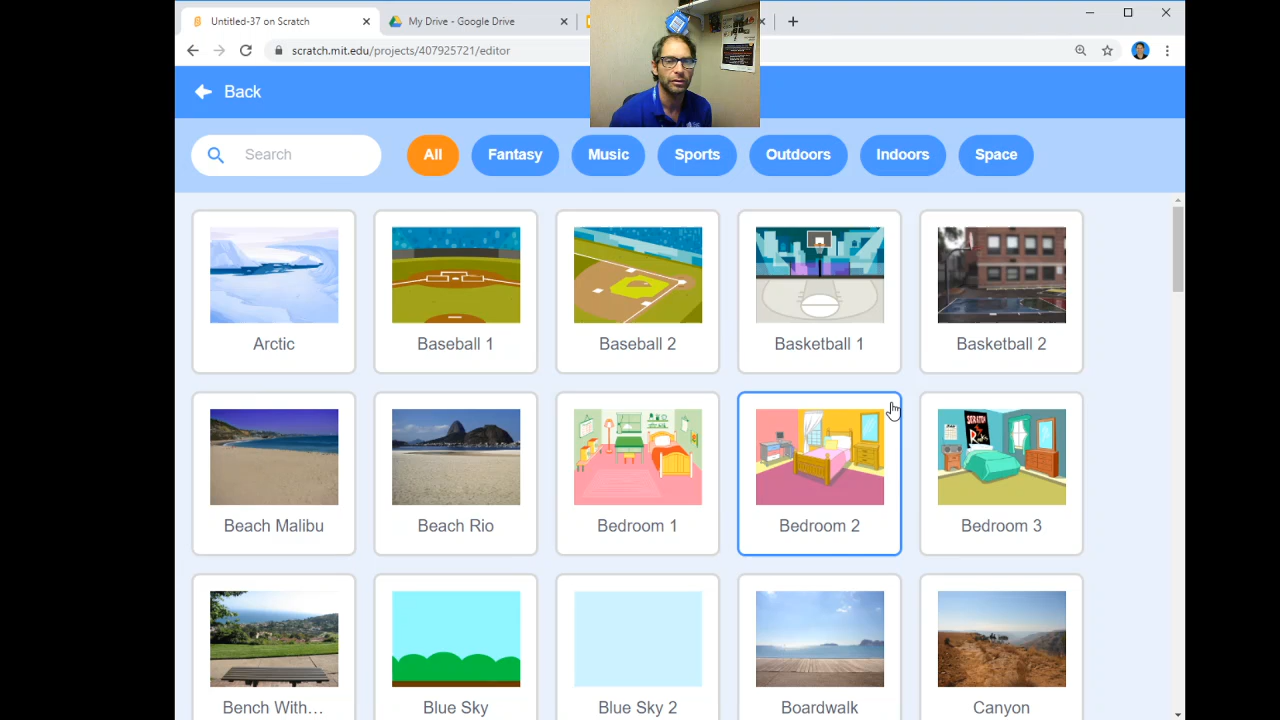 Untitled-37 on Scratch
My Drive - Google Drive
scratch.mit.edu/projects/407925721/editor
Back
Search
All
Fantasy
Music
Sports
Outdoors
Indoors
Space
Arctic
Baseball 1
Baseball 2
Basketball 1
Basketball 2
Beach Malibu
Beach Rio
Bedroom 1
Bedroom 2
Bedroom 3
Bench With...
Blue Sky
Blue Sky 2
Boardwalk
Canyon